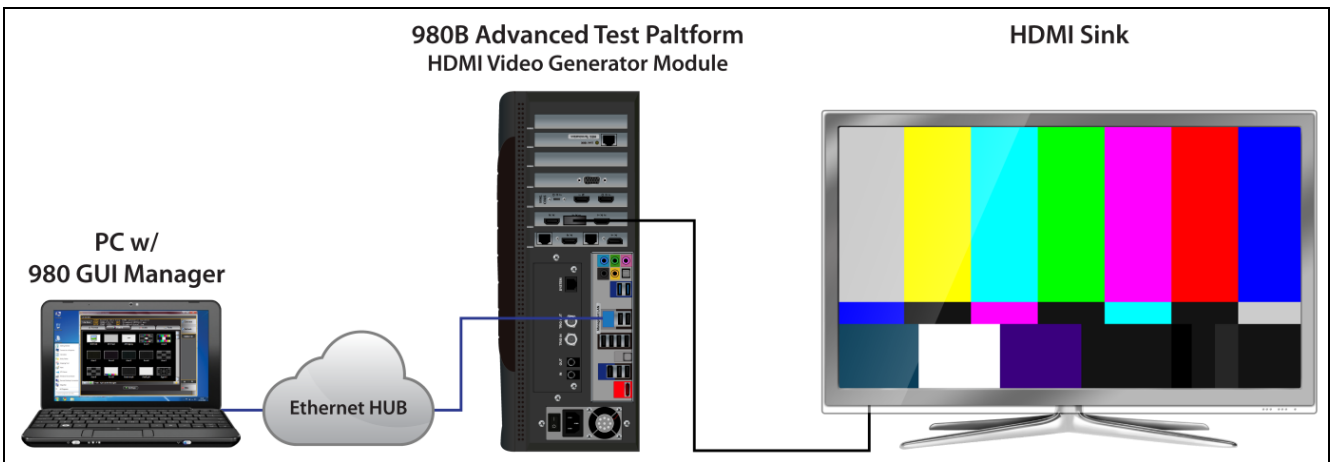 980B Advanced Test Paltform
HDMI Video Generator Module
HDMI Sink
PC w/
980 GUI Manager
Ethernet HUB